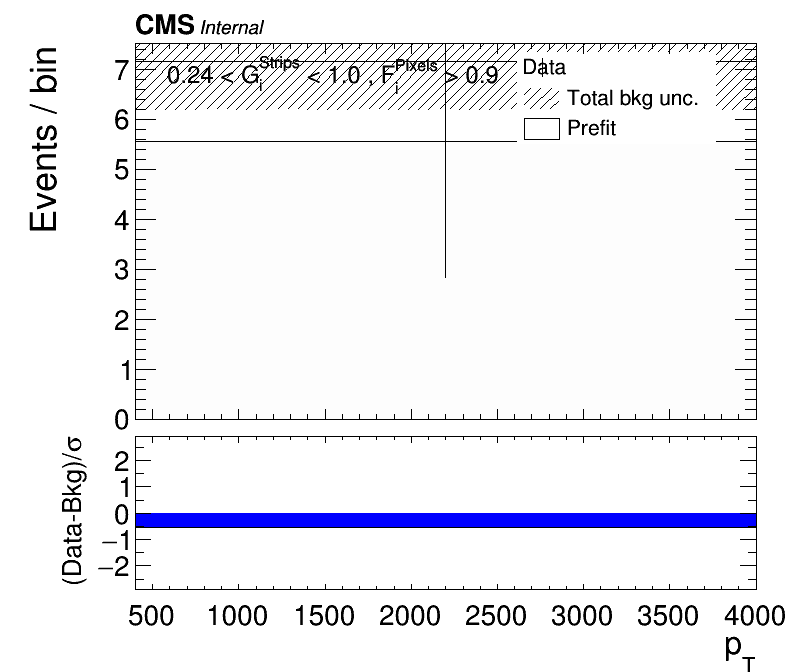 CMS Internal
Events / bin
7
6
5
4
3
2
1
0
0.24 < G_i^Strips < 1.0 , F_i^Pixels > 0.9
Data
Total bkg unc.
Prefit
(Data-Bkg)/σ
2
1
0
−1
−2
500 1000 1500 2000 2500 3000 3500 4000
p_T